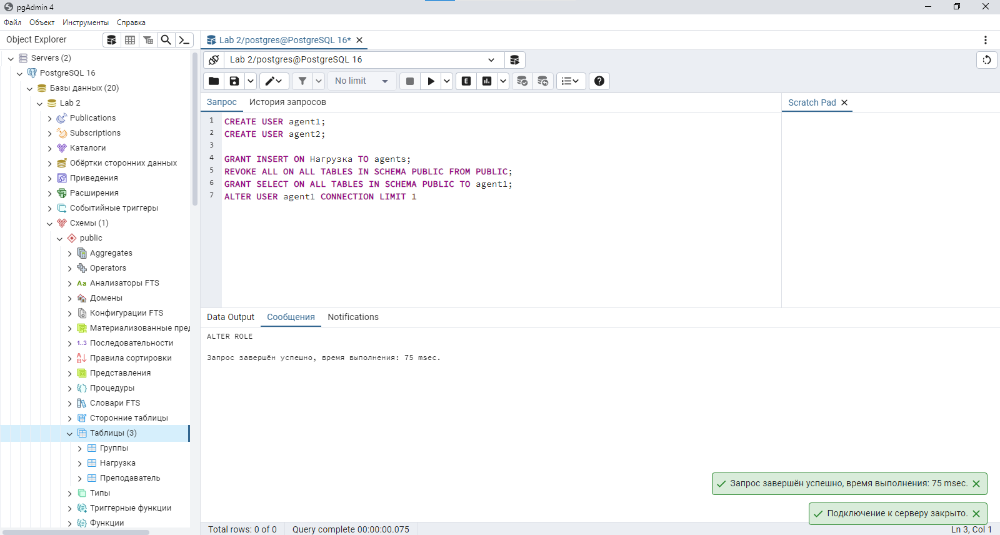 pgAdmin 4
Файл Объект Инструменты Справка
Object Explorer
Servers (2)
PostgreSQL 16
Базы данных (20)
Lab 2
Publications
Subscriptions
Каталоги
Обёртки сторонних данных
Приведения
Расширения
Событийные триггеры
Схемы (1)
public
Aggregates
Operators
Aa Анализаторы FTS
Домены
Конфигурации FTS
Материализованные пред
1..3 Последовательности
Правила сортировки
Представления
Процедуры
Словари FTS
Сторонние таблицы
Таблицы (3)
Группы
Нагрузка
Преподаватель
Типы
Триггерные функции
Функции
Lab 2/postgres@PostgreSQL 16*
Lab 2/postgres@PostgreSQL 16
No limit
E
Запрос История запросов
Scratch Pad
1 CREATE USER agent1;
2 CREATE USER agent2;
3
4 GRANT INSERT ON Нагрузка TO agents;
5 REVOKE ALL ON ALL TABLES IN SCHEMA PUBLIC FROM PUBLIC;
6 GRANT SELECT ON ALL TABLES IN SCHEMA PUBLIC TO agent1;
7 ALTER USER agent1 CONNECTION LIMIT 1
Data Output Сообщения Notifications
ALTER ROLE
Запрос завершён успешно, время выполнения: 75 msec.
Запрос завершён успешно, время выполнения: 75 msec.
Подключение к серверу закрыто.
Total rows: 0 of 0 Query complete 00:00:00.075 Ln 3, Col 1